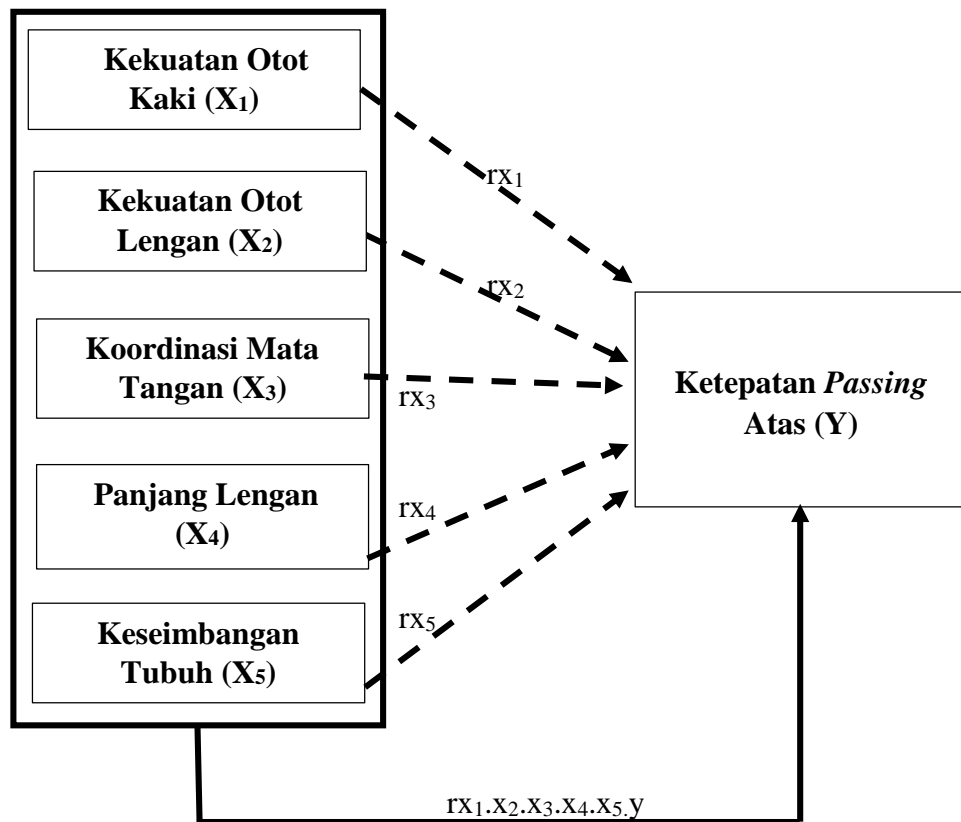 Kekuatan Otot
Kaki (X₁)
rx₁
Kekuatan Otot
Lengan (X₂)
rx₂
Koordinasi Mata
Tangan (X₃)
rx₃
Ketepatan Passing
Atas (Y)
Panjang Lengan
(X₄)
rx₄
Keseimbangan
Tubuh (X₅)
rx₅
rx₁.x₂.x₃.x₄.x₅.y